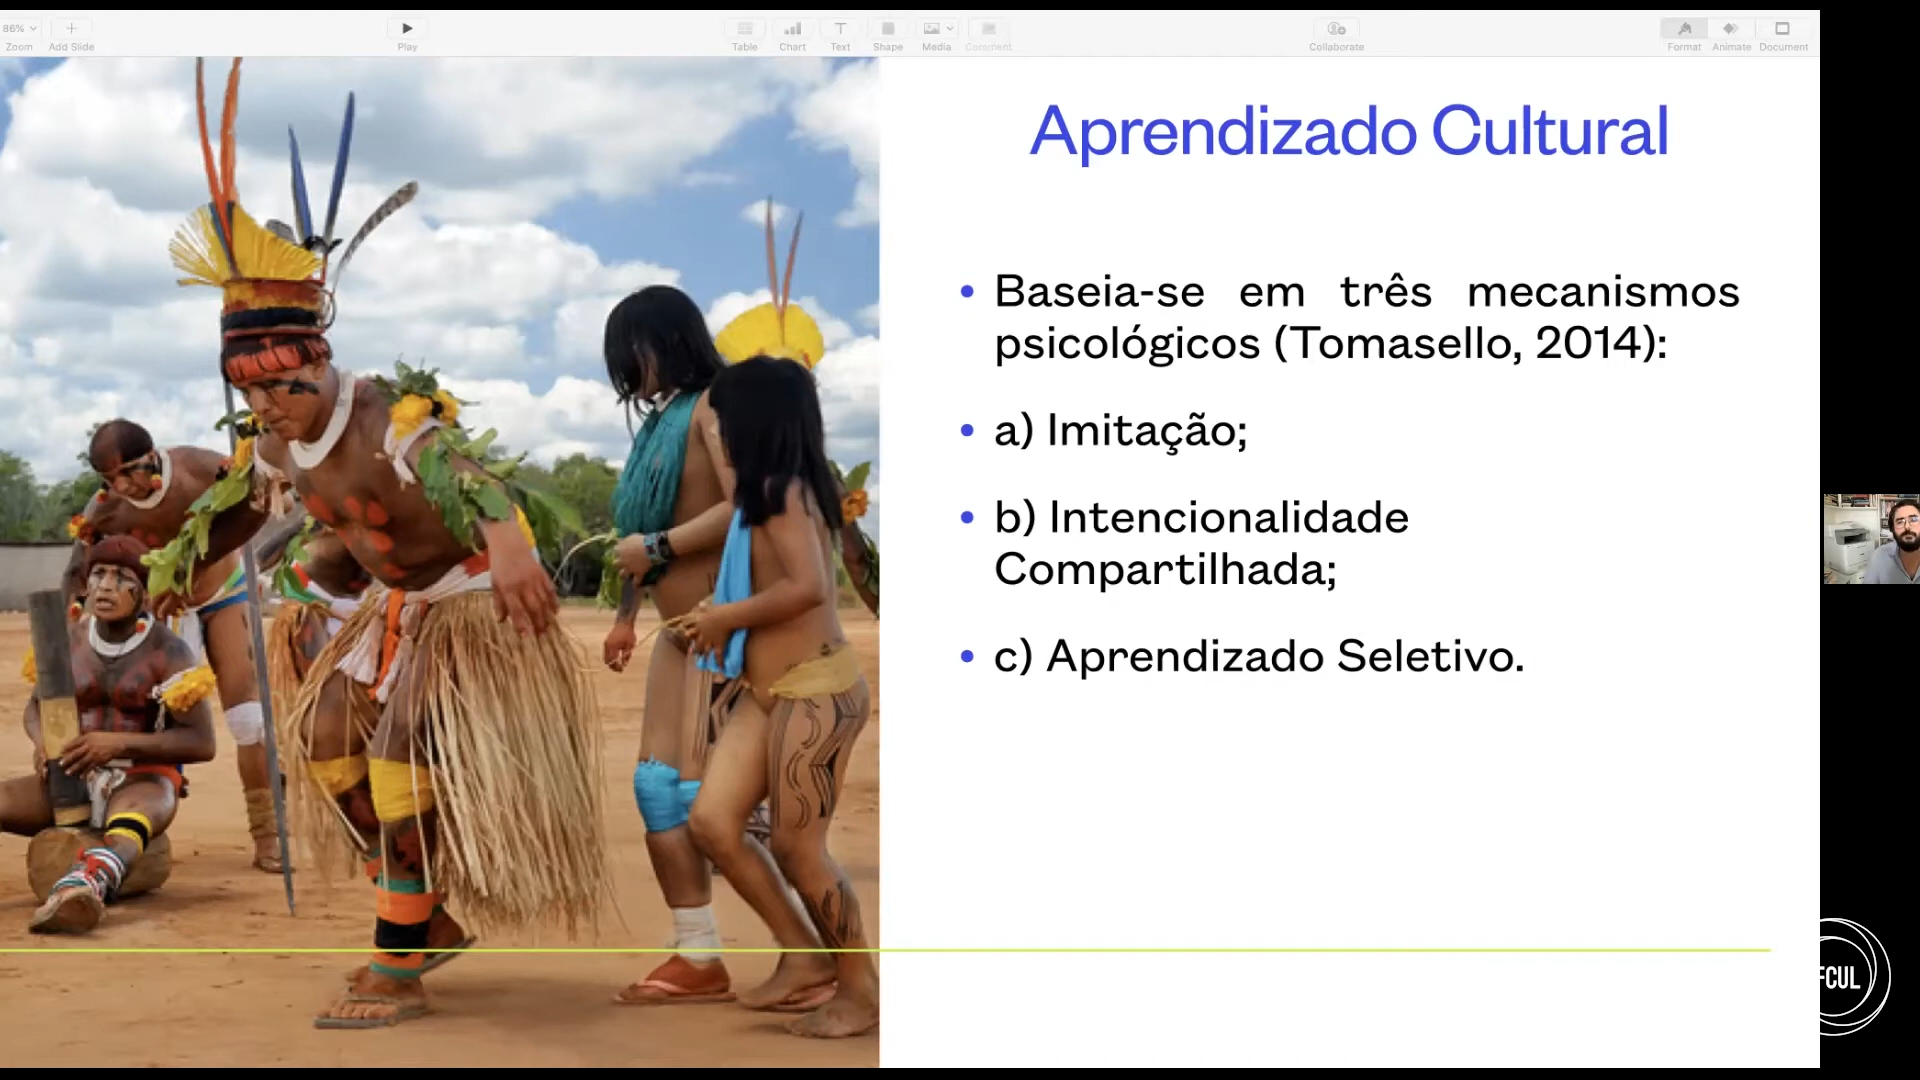 86%
Zoom
Add Slide
Play
Table
Chart
Text
Shape
Media
Comment
Collaborate
Format
Animate
Document
Aprendizado Cultural
• Baseia-se em três mecanismos
psicológicos (Tomasello, 2014):
• a) Imitação;
• b) Intencionalidade
Compartilhada;
• c) Aprendizado Seletivo.
FCUL